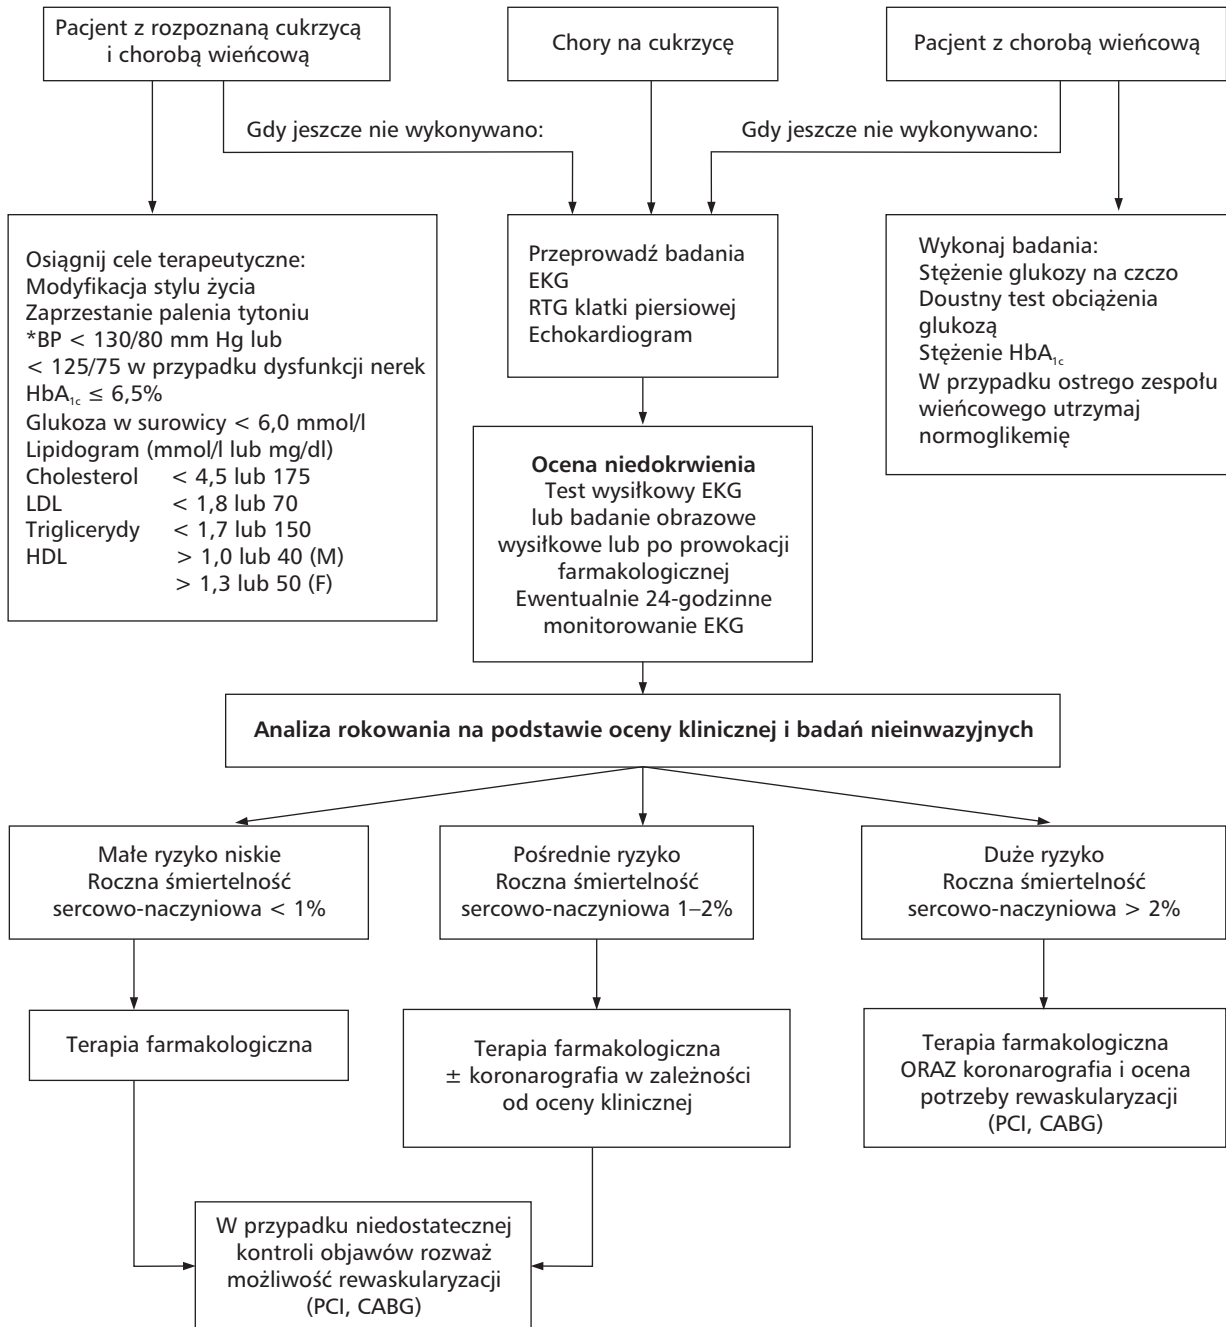 Pacjent z rozpoznaną cukrzycą
i chorobą wieńcową
Chory na cukrzycę
Pacjent z chorobą wieńcową
Gdy jeszcze nie wykonywano:
Gdy jeszcze nie wykonywano:
Osiągnij cele terapeutyczne:
Modyfikacja stylu życia
Zaprzestanie palenia tytoniu
*BP < 130/80 mm Hg lub
< 125/75 w przypadku dysfunkcji nerek
HbA1c ≤ 6,5%
Glukoza w surowicy < 6,0 mmol/l
Lipidogram (mmol/l lub mg/dl)
Cholesterol < 4,5 lub 175
LDL < 1,8 lub 70
Triglicerydy < 1,7 lub 150
HDL > 1,0 lub 40 (M)
> 1,3 lub 50 (F)
Przeprowadź badania
EKG
RTG klatki piersiowej
Echokardiogram
Wykonaj badania:
Stężenie glukozy na czczo
Doustny test obciążenia
glukozą
Stężenie HbA1c
W przypadku ostrego zespołu
wieńcowego utrzymaj
normoglikemię
Ocena niedokrwienia
Test wysiłkowy EKG
lub badanie obrazowe
wysiłkowe lub po prowokacji
farmakologicznej
Ewentualnie 24-godzinne
monitorowanie EKG
Analiza rokowania na podstawie oceny klinicznej i badań nieinwazyjnych
Małe ryzyko niskie
Roczna śmiertelność
sercowo-naczyniowa < 1%
Pośrednie ryzyko
Roczna śmiertelność
sercowo-naczyniowa 1–2%
Duże ryzyko
Roczna śmiertelność
sercowo-naczyniowa > 2%
Terapia farmakologiczna
Terapia farmakologiczna
± koronarografia w zależności
od oceny klinicznej
Terapia farmakologiczna
ORAZ koronarografia i ocena
potrzeby rewaskularyzacji
(PCI, CABG)
W przypadku niedostatecznej
kontroli objawów rozważ
możliwość rewaskularyzacji
(PCI, CABG)